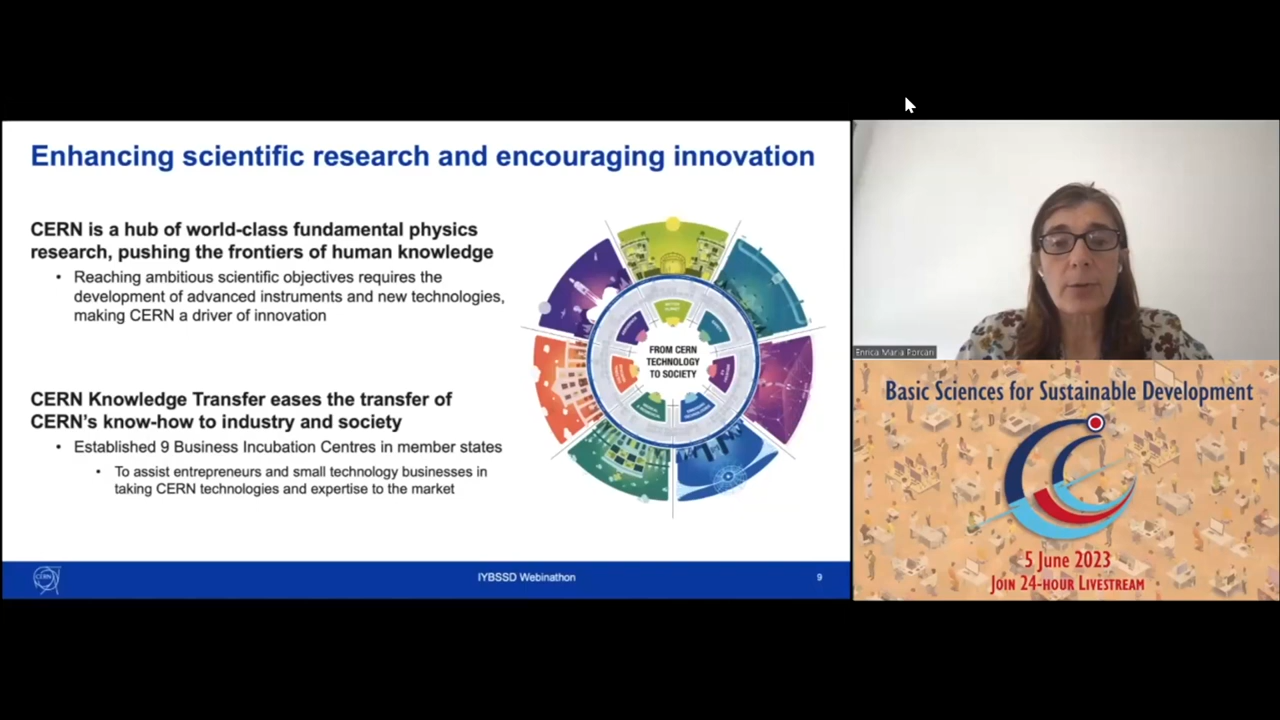 Enhancing scientific research and encouraging innovation
CERN is a hub of world-class fundamental physics
research, pushing the frontiers of human knowledge
• Reaching ambitious scientific objectives requires the
development of advanced instruments and new technologies,
making CERN a driver of innovation
CERN Knowledge Transfer eases the transfer of
CERN's know-how to industry and society
• Established 9 Business Incubation Centres in member states
• To assist entrepreneurs and small technology businesses in
taking CERN technologies and expertise to the market
FROM CERN
TECHNOLOGY
TO SOCIETY
CERN
IYBSSD Webinathon
9
Enrica Maria Porcari
Basic Sciences for Sustainable Development
5 June 2023
Join 24-hour Livestream